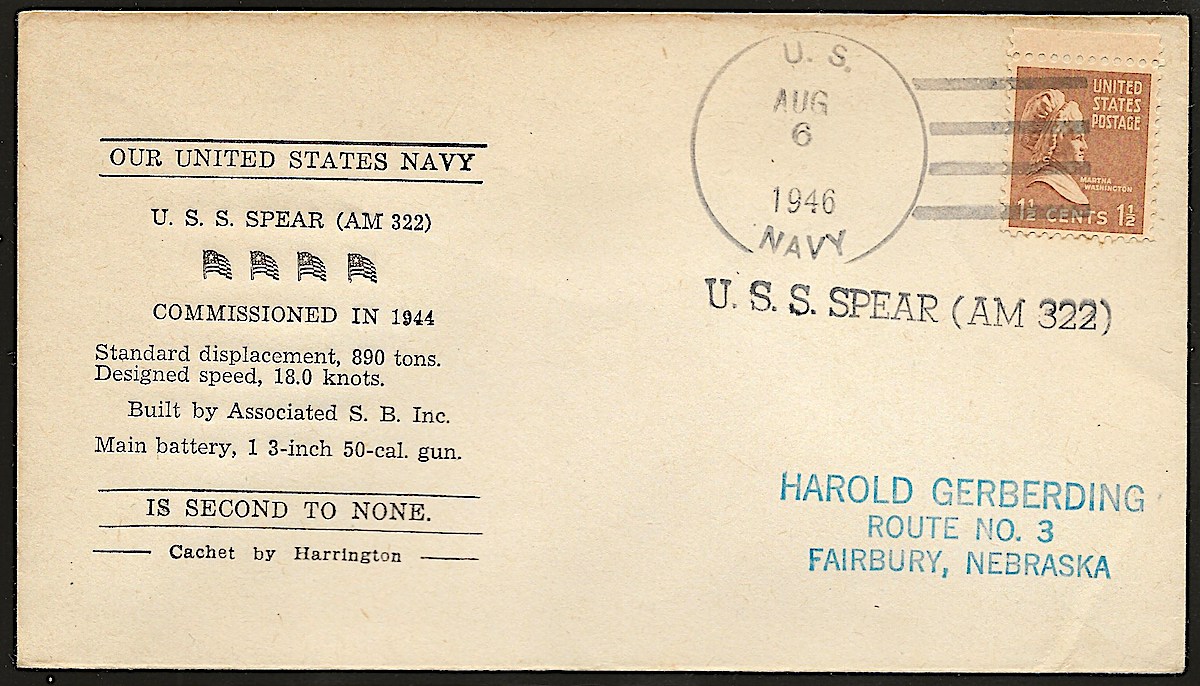 OUR UNITED STATES NAVY
U. S. S. SPEAR (AM 322)
COMMISSIONED IN 1944
Standard displacement, 890 tons.
Designed speed, 18.0 knots.
Built by Associated S. B. Inc.
Main battery, 1 3-inch 50-cal. gun.
IS SECOND TO NONE.
Cachet by Harrington
U. S.
AUG
6
1946
NAVY
UNITED
STATES
POSTAGE
MARTHA
WASHINGTON
1½ CENTS 1½
U. S. S. SPEAR (AM 322)
HAROLD GERBERDING
ROUTE NO. 3
FAIRBURY, NEBRASKA